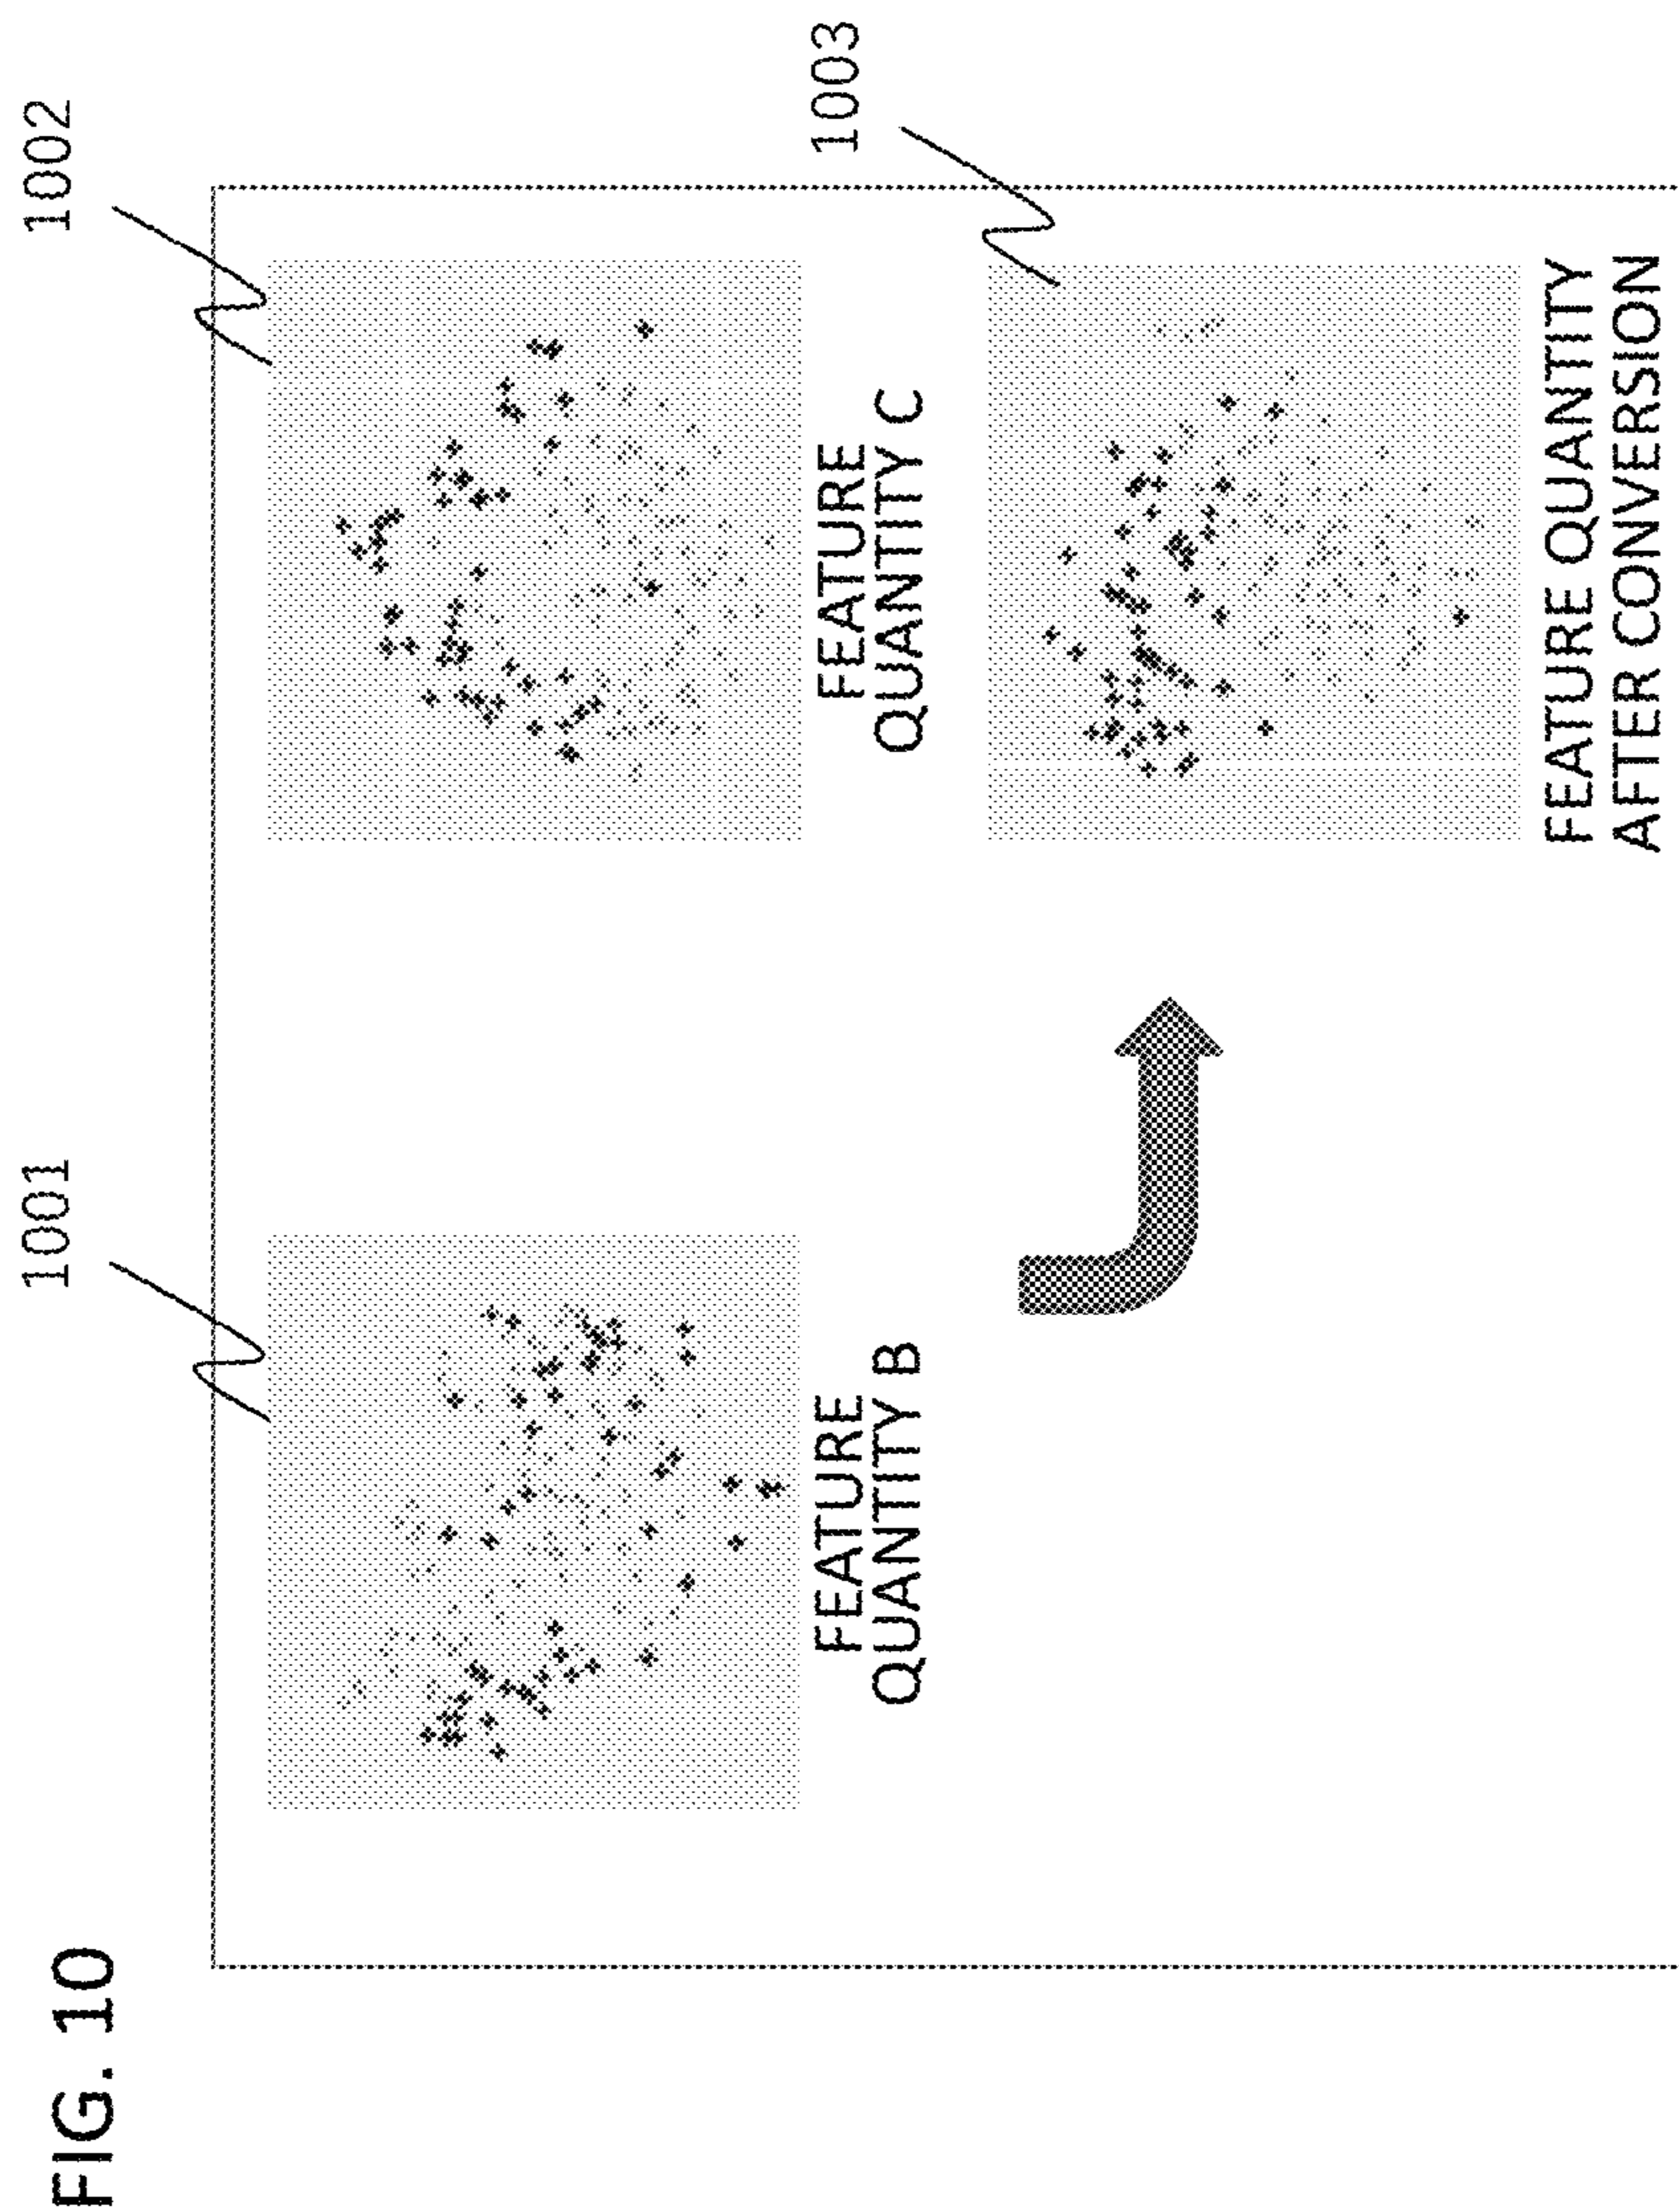 FIG. 10
1001
1002
FEATURE
QUANTITY B
FEATURE
QUANTITY C
1003
FEATURE QUANTITY
AFTER CONVERSION